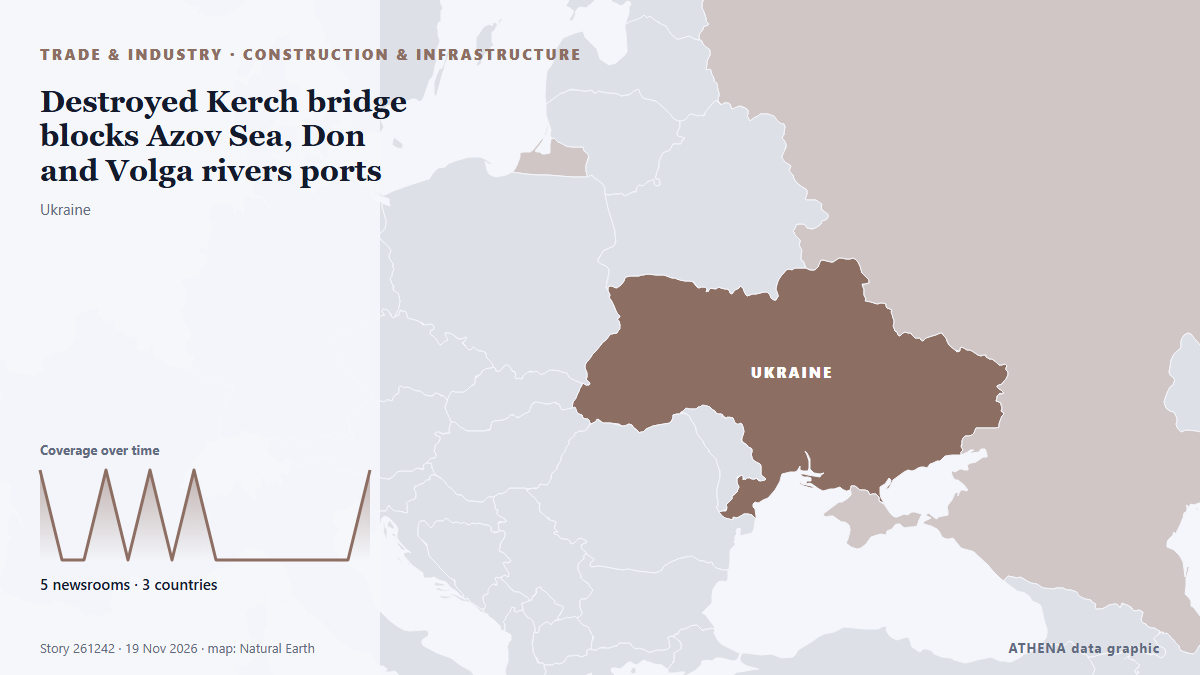 TRADE & INDUSTRY · CONSTRUCTION & INFRASTRUCTURE
Destroyed Kerch bridge
blocks Azov Sea, Don
and Volga rivers ports
Ukraine
UKRAINE
Coverage over time
5 newsrooms · 3 countries
Story 261242 · 19 Nov 2026 · map: Natural Earth
ATHENA data graphic